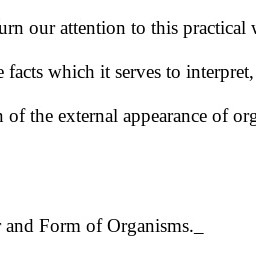 urn our attention to this practical
facts which it serves to interpret,
of the external appearance of org
and Form of Organisms._